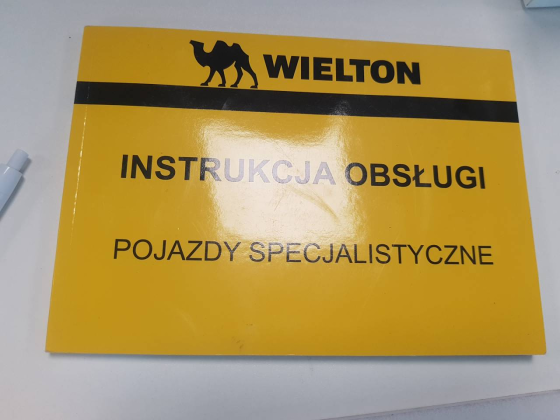 WIELTON
INSTRUKCJA OBSŁUGI
POJAZDY SPECJALISTYCZNE